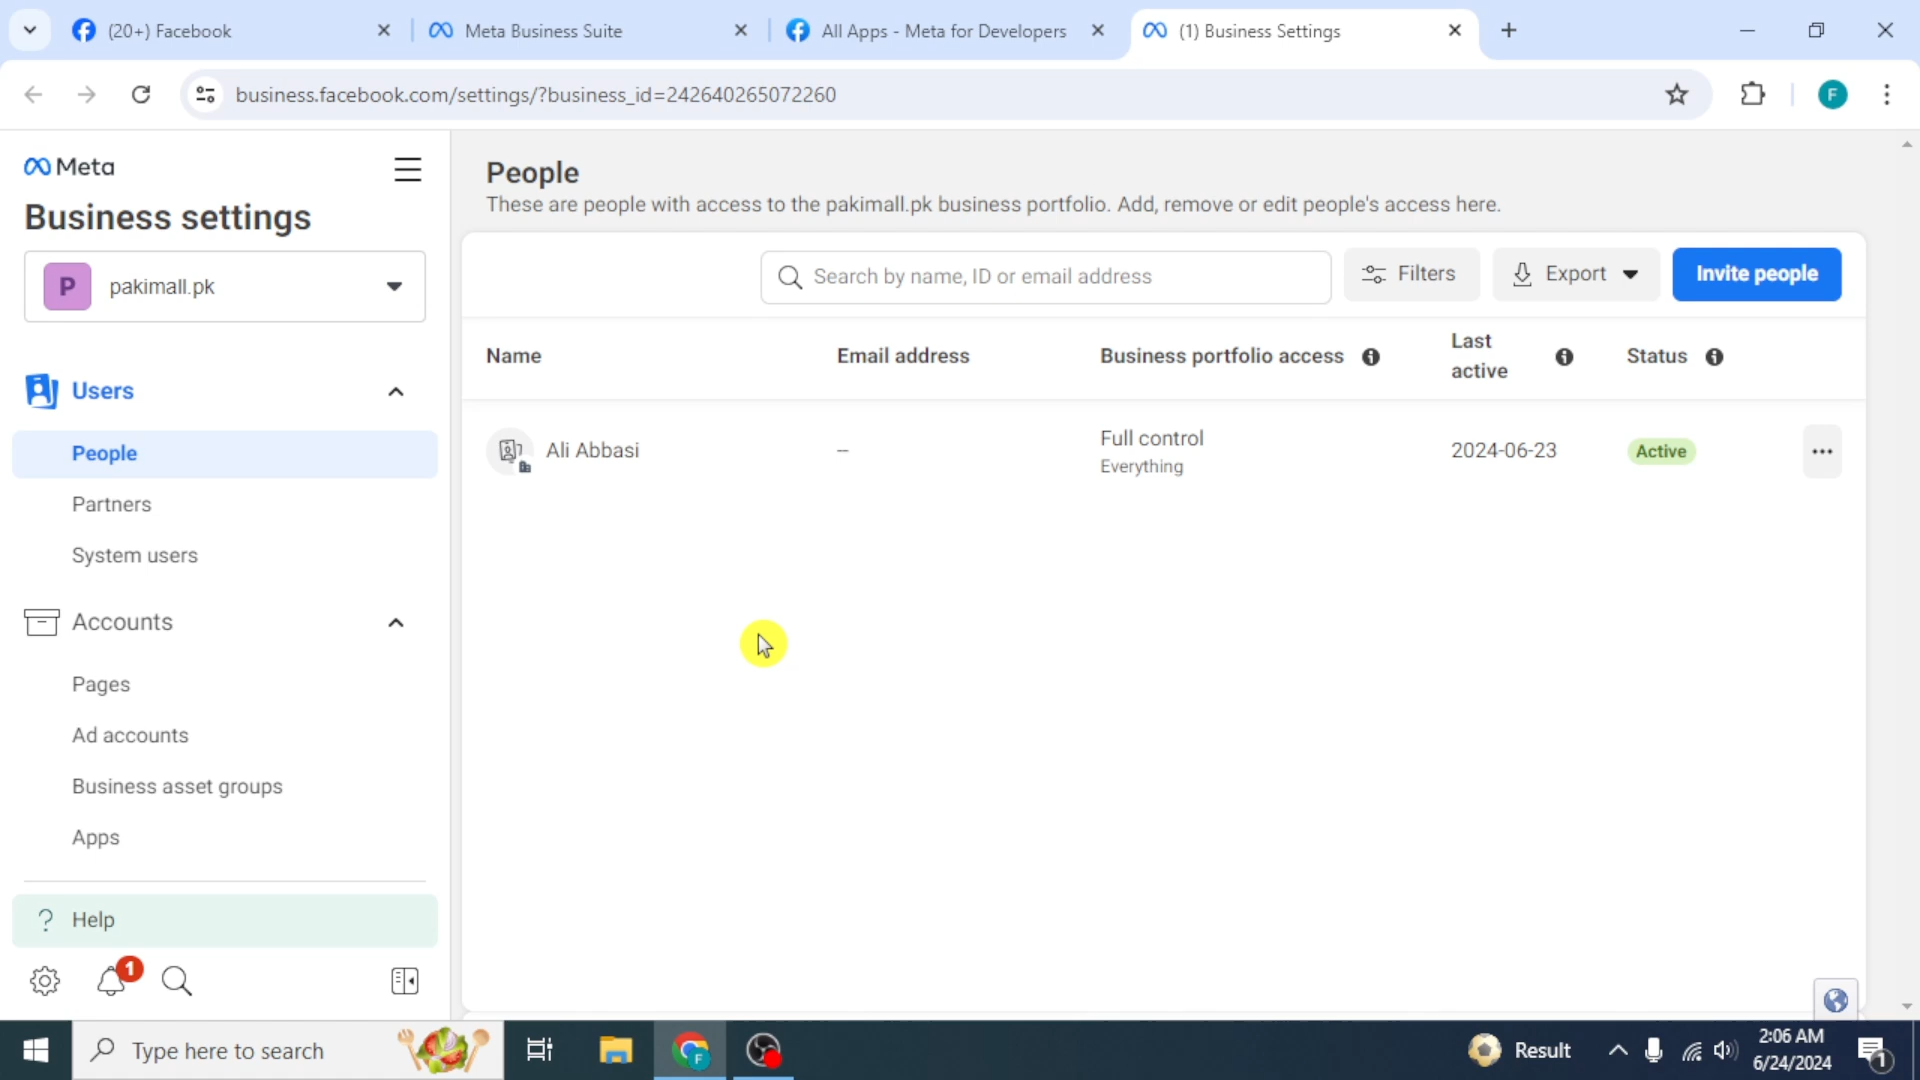 (20+) Facebook
Meta Business Suite
All Apps - Meta for Developers
(1) Business Settings
business.facebook.com/settings/?business_id=242640265072260
F
Meta
Business settings
P
pakimall.pk
Users
People
Partners
System users
Accounts
Pages
Ad accounts
Business asset groups
Apps
? Help
1
People
These are people with access to the pakimall.pk business portfolio. Add, remove or edit people's access here.
Search by name, ID or email address
Filters
Export
Invite people
Name
Email address
Business portfolio access
Last
active
Status
Ali Abbasi
–
Full control
Everything
2024-06-23
Active
Type here to search
F
Result
2:06 AM
6/24/2024
1